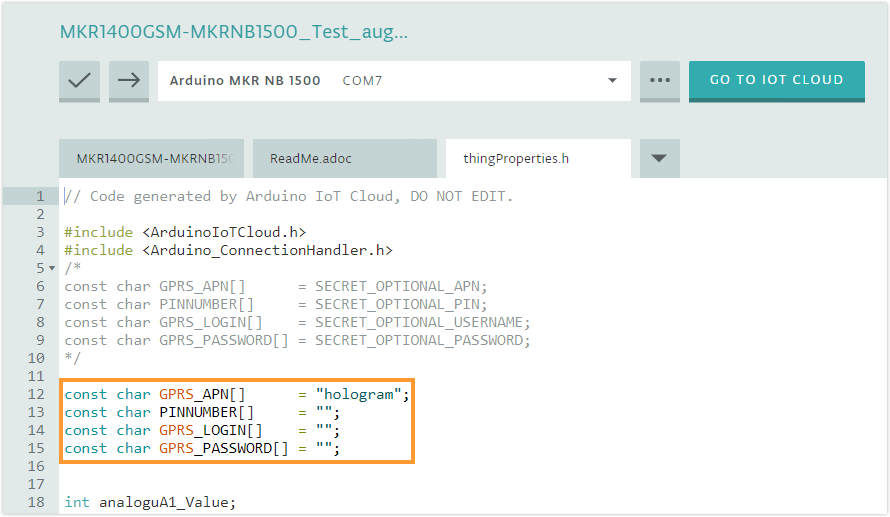 MKR1400GSM-MKRNB1500_Test_aug...
Arduino MKR NB 1500 COM7
GO TO IOT CLOUD
MKR1400GSM-MKRNB150 ReadMe.adoc thingProperties.h
1 // Code generated by Arduino IoT Cloud, DO NOT EDIT.
2
3 #include <ArduinoIoTCloud.h>
4 #include <Arduino_ConnectionHandler.h>
5 /*
6 const char GPRS_APN[]      = SECRET_OPTIONAL_APN;
7 const char PINNUMBER[]     = SECRET_OPTIONAL_PIN;
8 const char GPRS_LOGIN[]    = SECRET_OPTIONAL_USERNAME;
9 const char GPRS_PASSWORD[] = SECRET_OPTIONAL_PASSWORD;
10 */
11
12 const char GPRS_APN[]      = "hologram";
13 const char PINNUMBER[]     = "";
14 const char GPRS_LOGIN[]    = "";
15 const char GPRS_PASSWORD[] = "";
16
17
18 int analoguA1_Value;